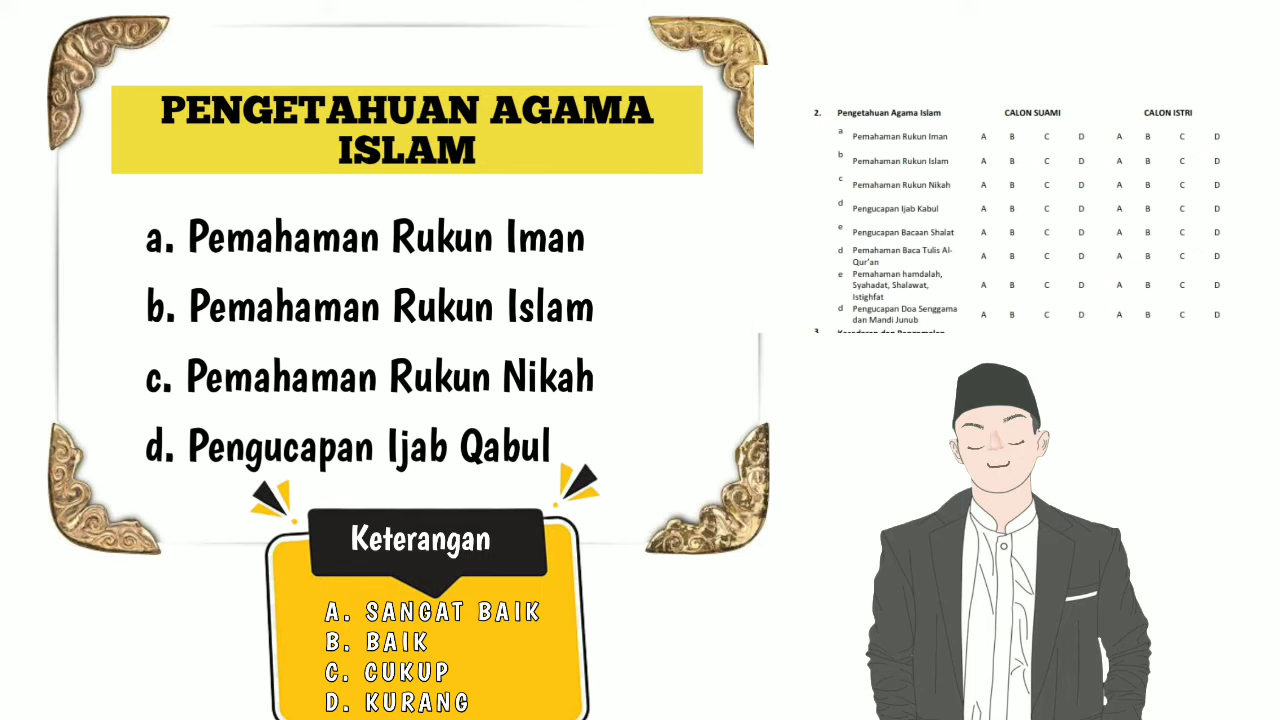 PENGETAHUAN AGAMA
ISLAM
a. Pemahaman Rukun Iman
b. Pemahaman Rukun Islam
c. Pemahaman Rukun Nikah
d. Pengucapan Ijab Qabul
Keterangan
A. SANGAT BAIK
B. BAIK
C. CUKUP
D. KURANG
2. Pengetahuan Agama Islam CALON SUAMI CALON ISTRI
a Pemahaman Rukun Iman A B C D A B C D
b Pemahaman Rukun Islam A B C D A B C D
c Pemahaman Rukun Nikah A B C D A B C D
d Pengucapan Ijab Kabul A B C D A B C D
e Pengucapan Bacaan Shalat A B C D A B C D
d Pemahaman Baca Tulis Al-
Qur'an A B C D A B C D
e Pemahaman hamdalah,
Syahadat, Shalawat, A B C D A B C D
Istighfat
d Pengucapan Doa Senggama
dan Mandi Junub A B C D A B C D
3.